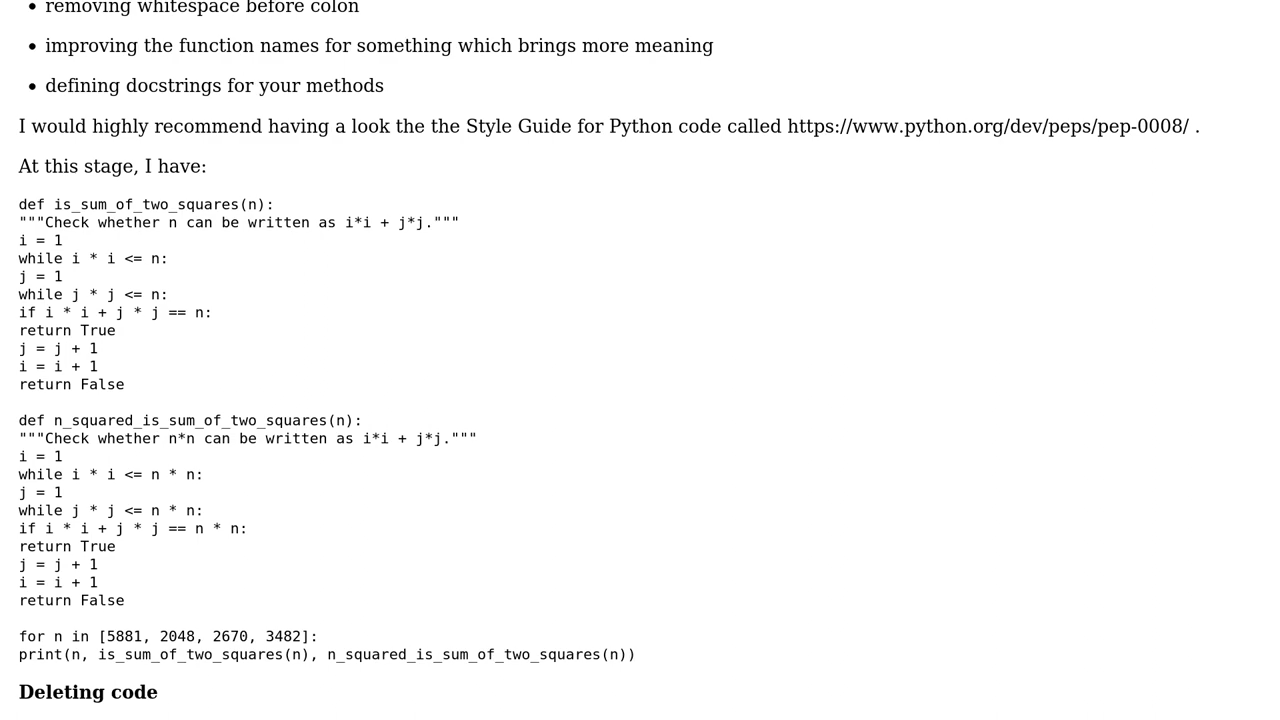 removing whitespace before colon
improving the function names for something which brings more meaning
defining docstrings for your methods
I would highly recommend having a look the the Style Guide for Python code called https://www.python.org/dev/peps/pep-0008/ .
At this stage, I have:
def is_sum_of_two_squares(n):
"""Check whether n can be written as i*i + j*j."""
i = 1
while i * i <= n:
j = 1
while j * j <= n:
if i * i + j * j == n:
return True
j = j + 1
i = i + 1
return False
def n_squared_is_sum_of_two_squares(n):
"""Check whether n*n can be written as i*i + j*j."""
i = 1
while i * i <= n * n:
j = 1
while j * j <= n * n:
if i * i + j * j == n * n:
return True
j = j + 1
i = i + 1
return False
for n in [5881, 2048, 2670, 3482]:
print(n, is_sum_of_two_squares(n), n_squared_is_sum_of_two_squares(n))
Deleting code